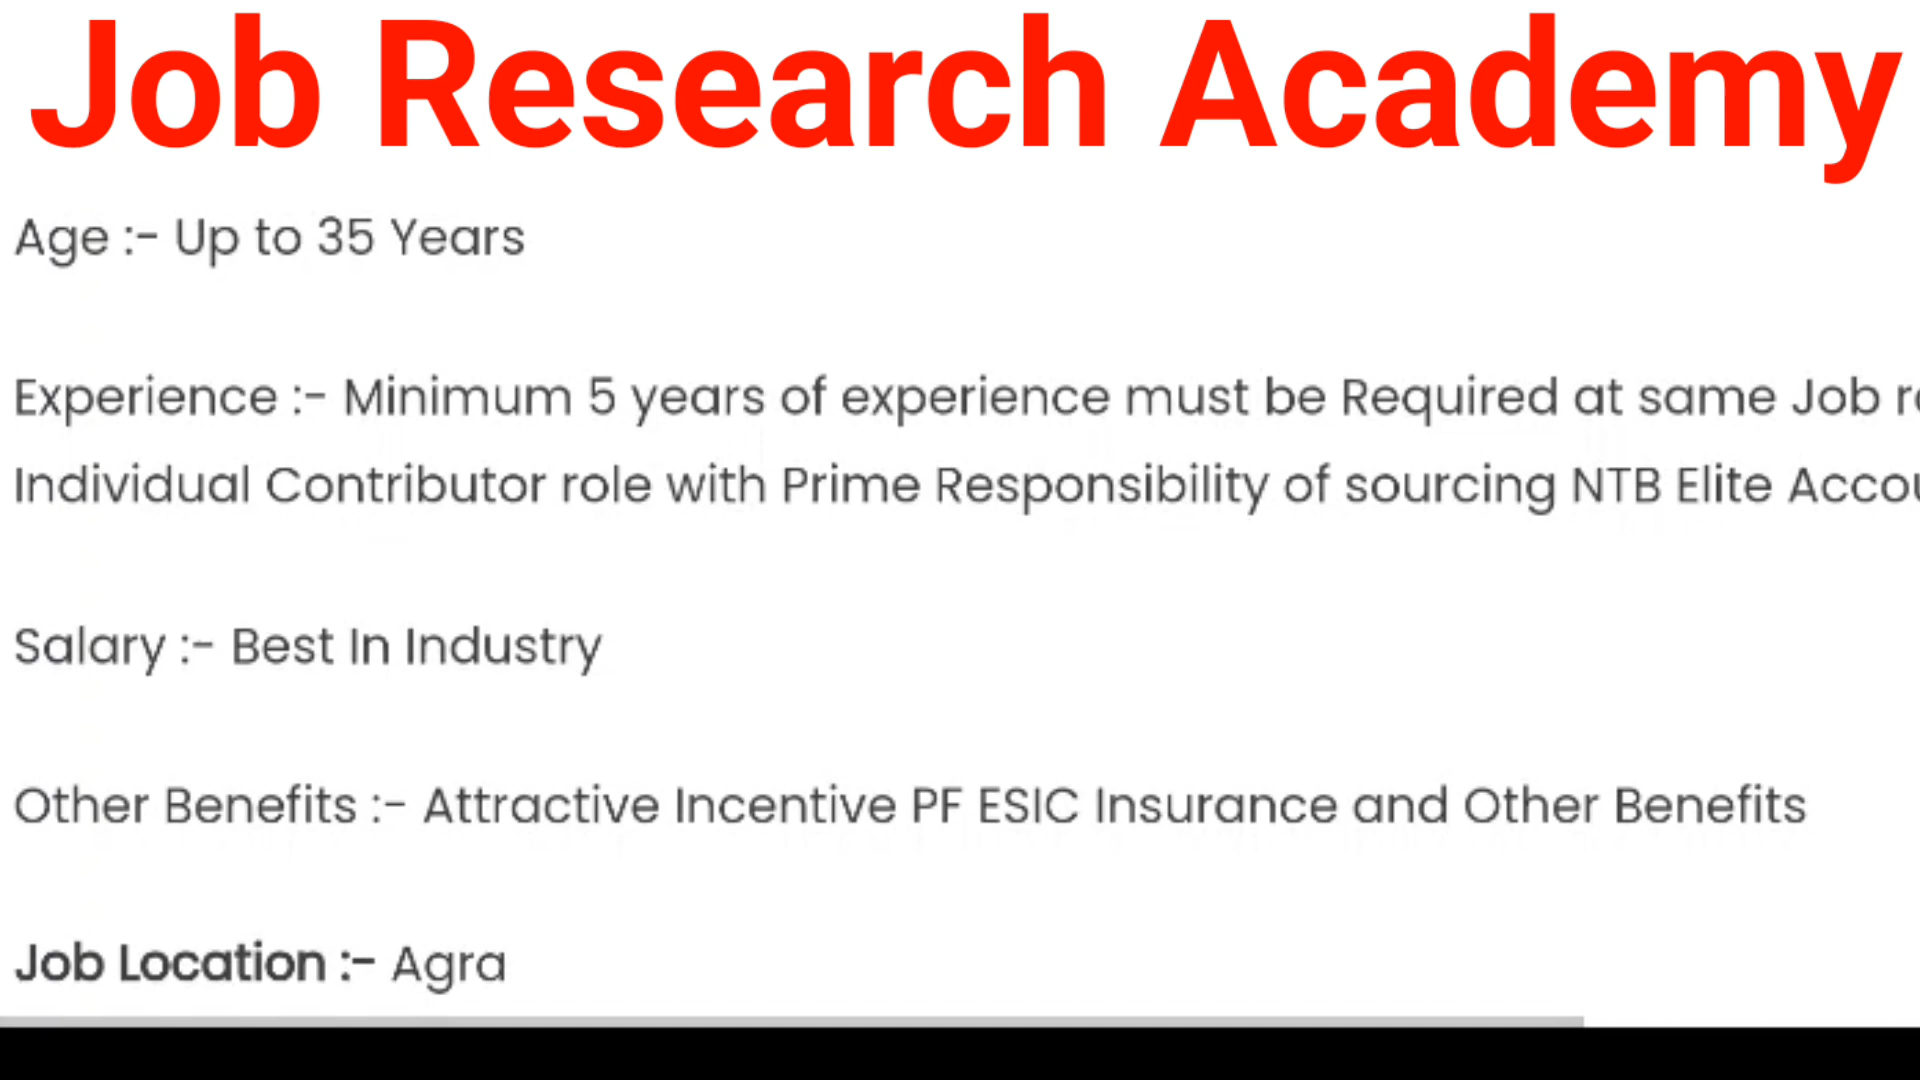 Job Research Academy
Age :- Up to 35 Years
Experience :- Minimum 5 years of experience must be Required at same Job
Individual Contributor role with Prime Responsibility of sourcing NTB Elite
Salary :- Best In Industry
Other Benefits :- Attractive Incentive PF ESIC Insurance and Other Benefits
Job Location :- Agra